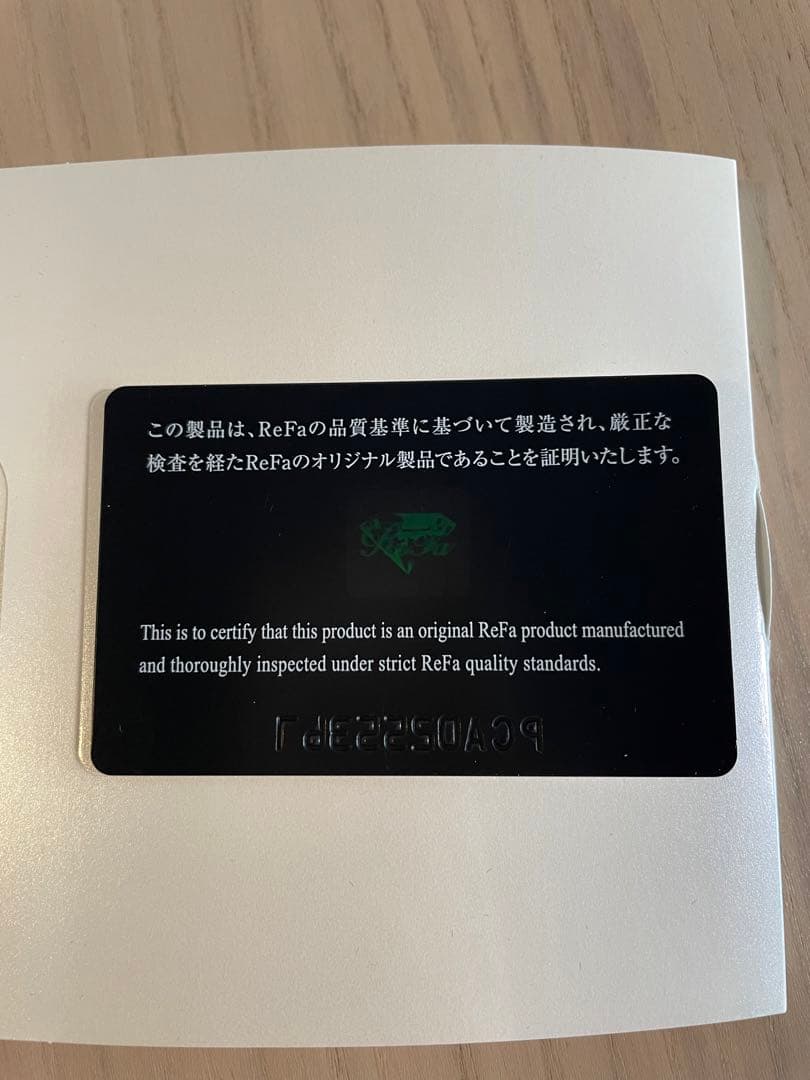 この製品は、ReFaの品質基準に基づいて製造され、厳正な
検査を経たReFaのオリジナル製品であることを証明いたします。
ReFa
This is to certify that this product is an original ReFa product manufactured
and thoroughly inspected under strict ReFa quality standards.